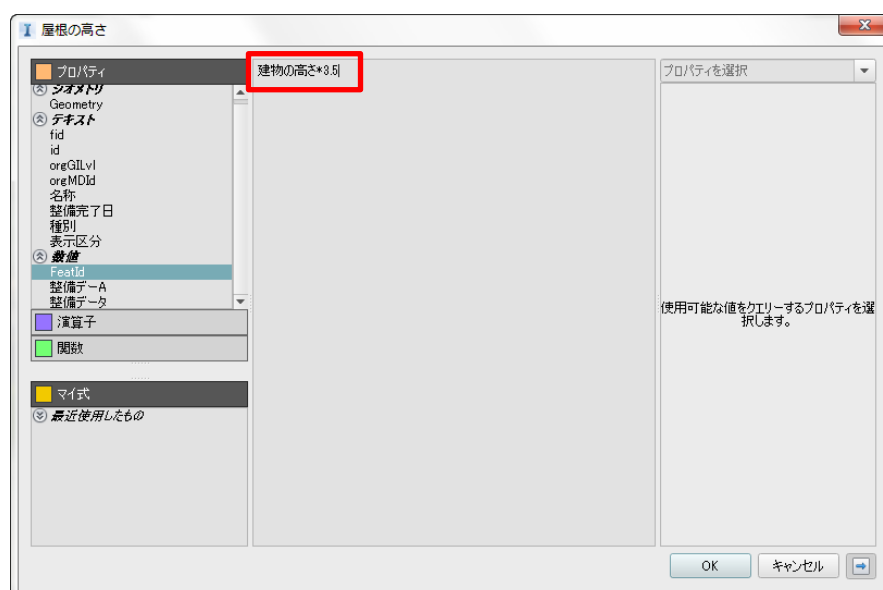 屋根の高さ
プロパティ
ジオメトリ
Geometry
テキスト
fid
id
orgGILvl
orgMDId
名称
整備完了日
種別
表示区分
数値
FeatId
整備デーA
整備データ
演算子
関数
マイ式
最近使用したもの
建物の高さ*3.5
プロパティを選択
使用可能な値をクエリーするプロパティを選
択します。
OK
キャンセル